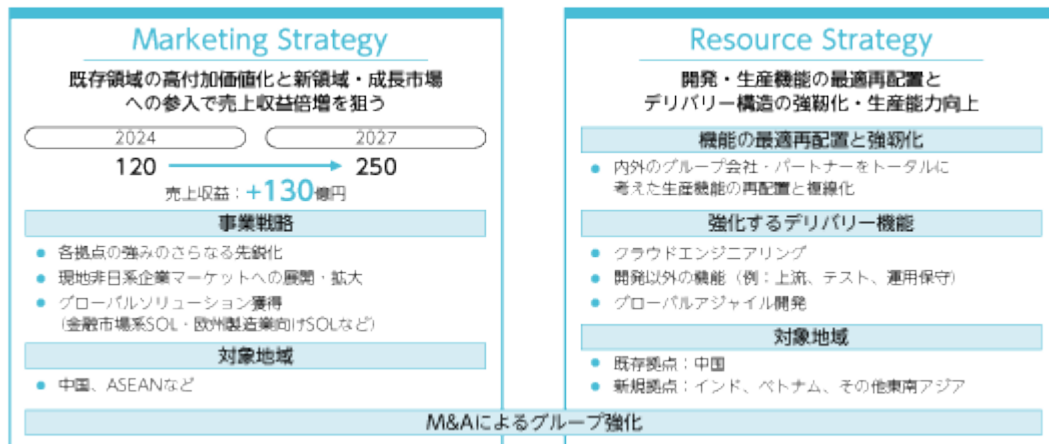 Marketing Strategy
既存領域の高付加価値化と新領域・成長市場
への参入で売上収益倍増を狙う
2024
2027
120
250
売上収益：+130億円
事業戦略
各拠点の強みのさらなる先鋭化
現地非日系企業マーケットへの展開・拡大
グローバルソリューション獲得
（金融市場系SOL・欧州製造業向けSOLなど）
対象地域
中国、ASEANなど
Resource Strategy
開発・生産機能の最適再配置と
デリバリー構造の強靭化・生産能力向上
機能の最適再配置と強靭化
内外のグループ会社・パートナーをトータルに
考えた生産機能の再配置と複線化
強化するデリバリー機能
クラウドエンジニアリング
開発以外の機能（例：上流、テスト、運用保守）
グローバルアジャイル開発
対象地域
既存拠点：中国
新規拠点：インド、ベトナム、その他東南アジア
M&Aによるグループ強化